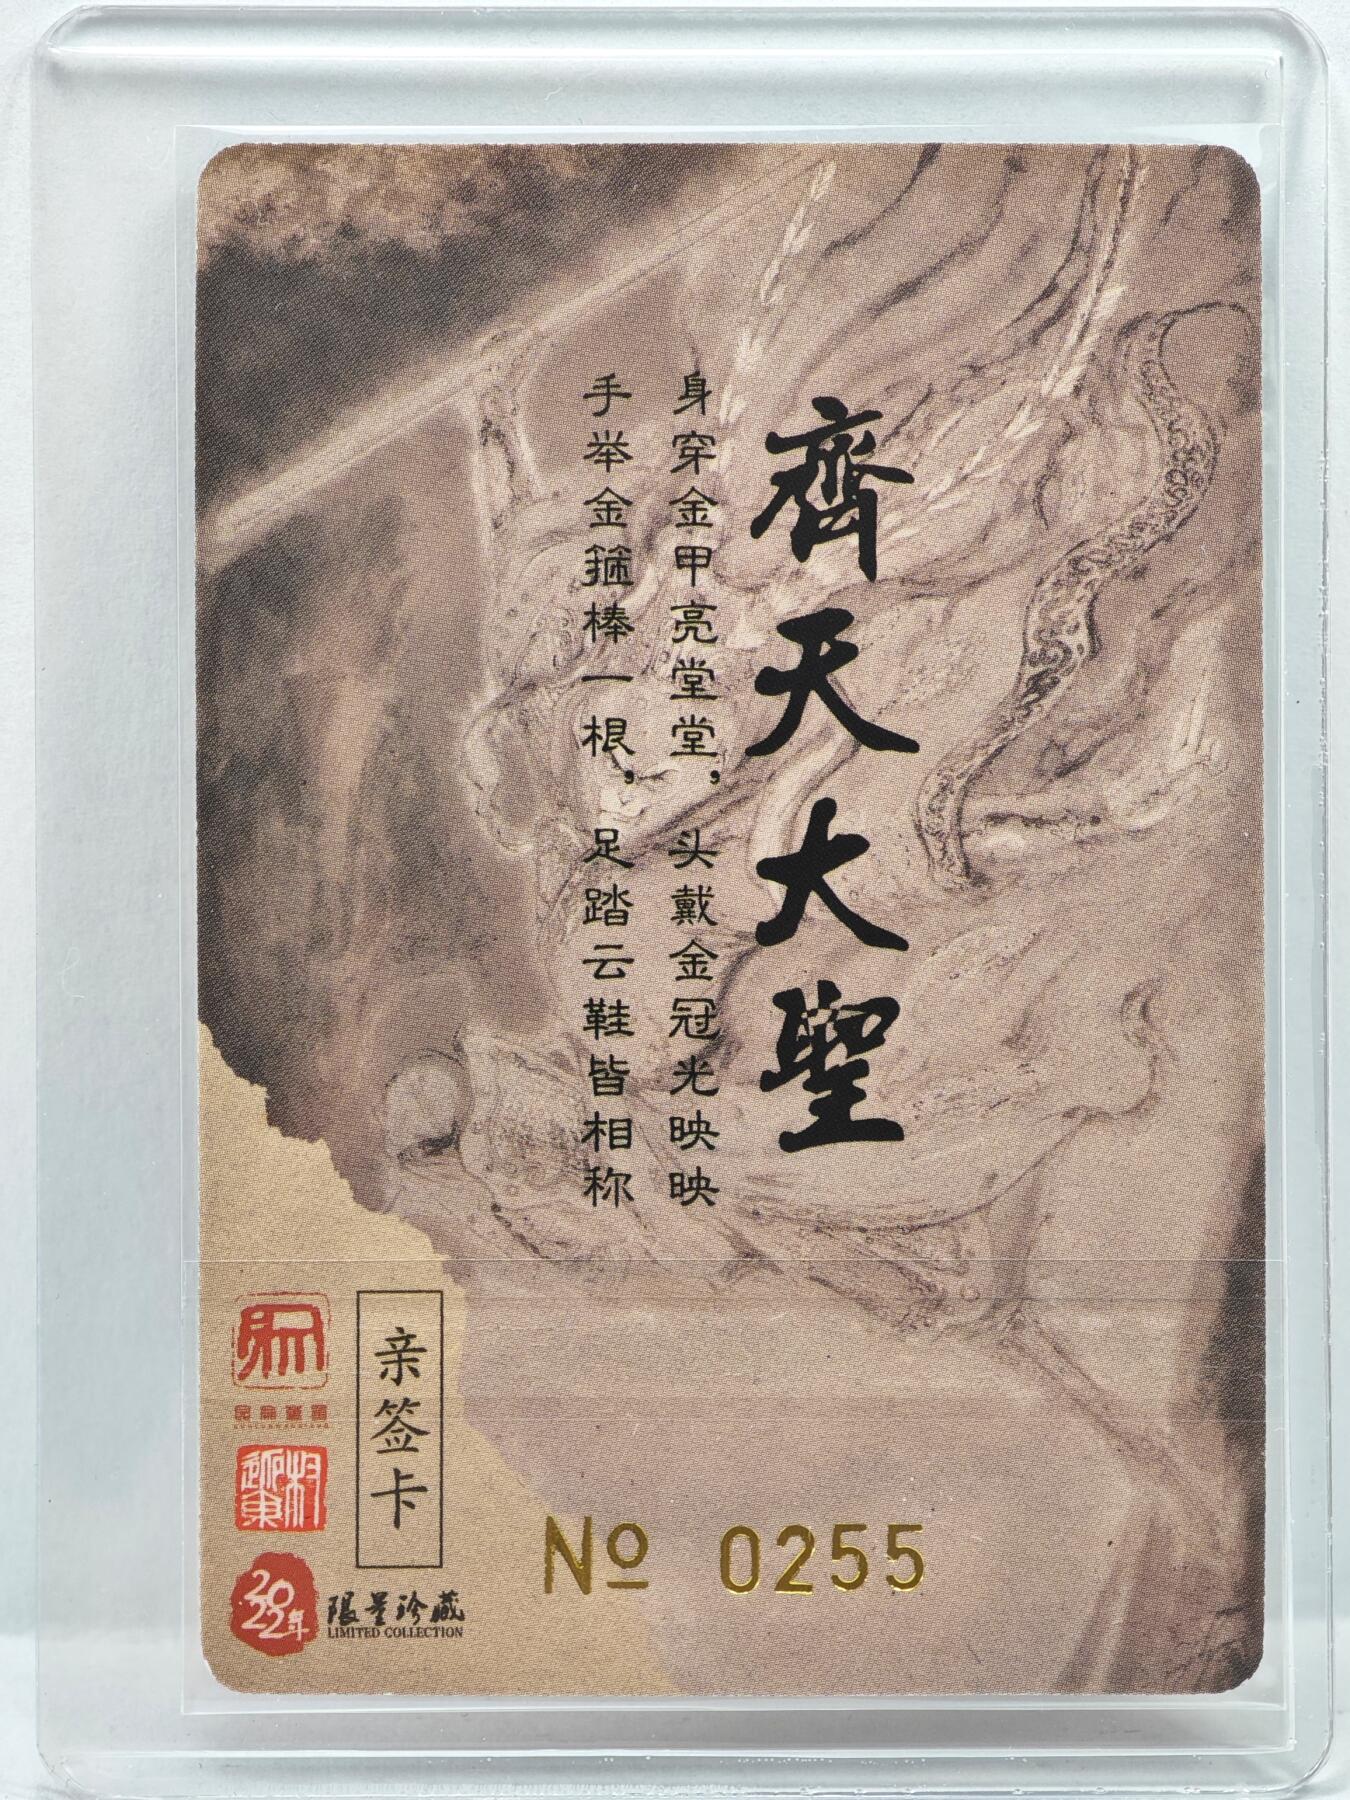 齊天大聖
身穿金甲亮堂堂，头戴金冠光映映
手举金箍棒一根，足踏云鞋皆相称
亲签卡
2022年
限量珍藏
LIMITED COLLECTION
№ 0255